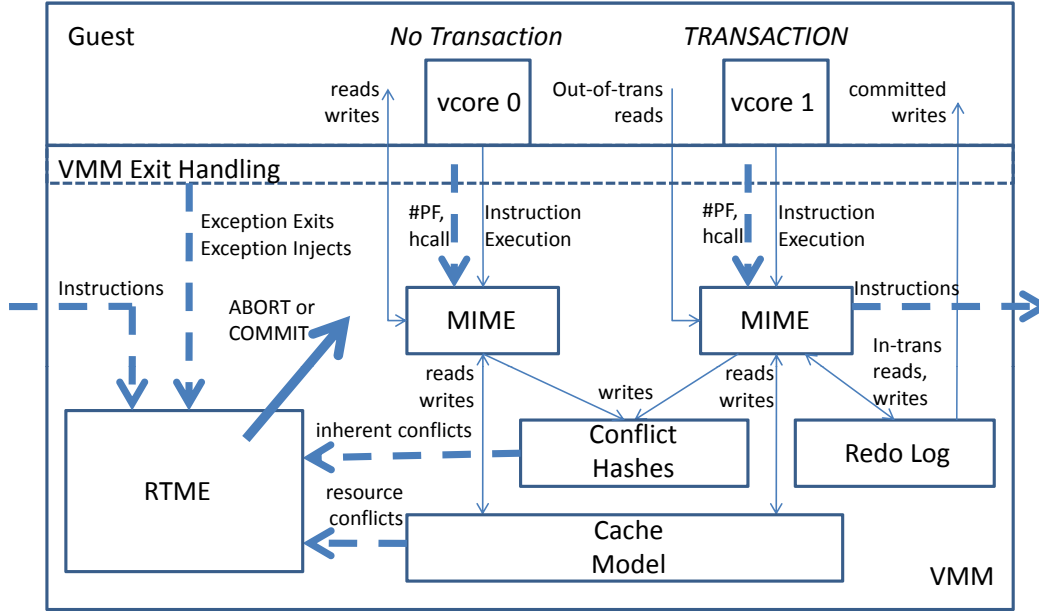 Guest
No Transaction
TRANSACTION
reads
writes
vcore 0
Out-of-trans
reads
vcore 1
committed
writes
VMM Exit Handling
Exception Exits
Exception Injects
#PF,
hcall
Instruction
Execution
#PF,
hcall
Instruction
Execution
Instructions
ABORT or
COMMIT
MIME
MIME
Instructions
reads
writes
writes
reads
writes
In-trans
reads,
writes
inherent conflicts
Conflict
Hashes
Redo Log
RTME
resource
conflicts
Cache
Model
VMM